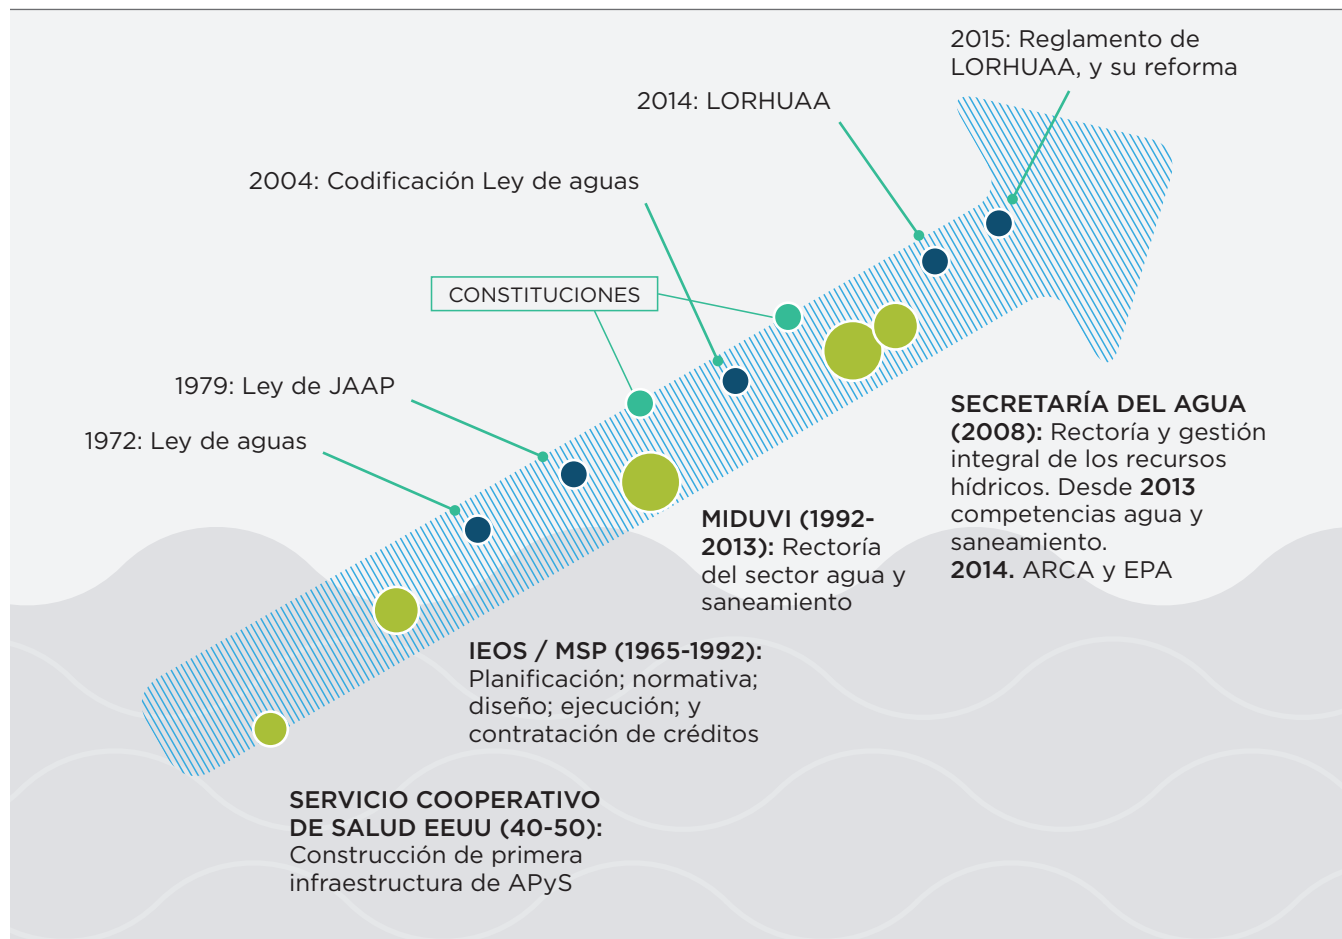 2015: Reglamento de
LORHUAA, y su reforma
2014: LORHUAA
2004: Codificación Ley de aguas
CONSTITUCIONES
1979: Ley de JAAP
1972: Ley de aguas
SECRETARÍA DEL AGUA
(2008): Rectoría y gestión
integral de los recursos
hídricos. Desde 2013
competencias agua y
saneamiento.
2014. ARCA y EPA
MIDUVI (1992-
2013): Rectoría
del sector agua y
saneamiento
IEOS / MSP (1965-1992):
Planificación; normativa;
diseño; ejecución; y
contratación de créditos
SERVICIO COOPERATIVO
DE SALUD EEUU (40-50):
Construcción de primera
infraestructura de APyS